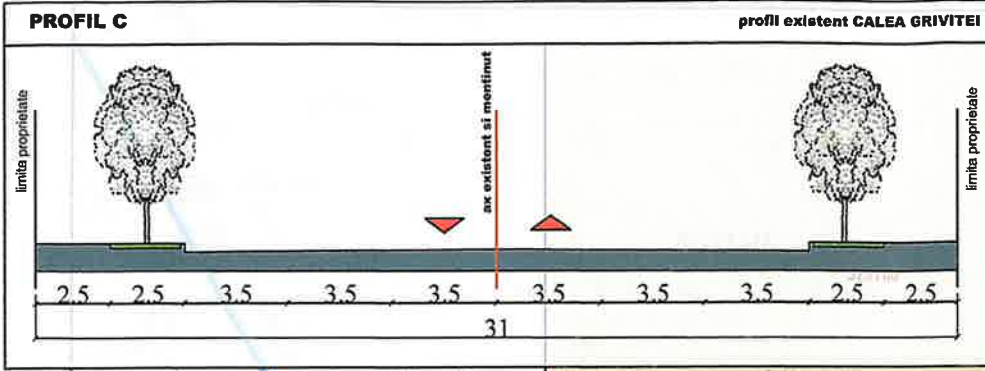 PROFIL C
profil existent CALEA GRIVITEI
limita proprietate
ax existent si mentinut
limita proprietate
2.5 2.5 3.5 3.5 3.5 3.5 3.5 3.5 2.5 2.5
31